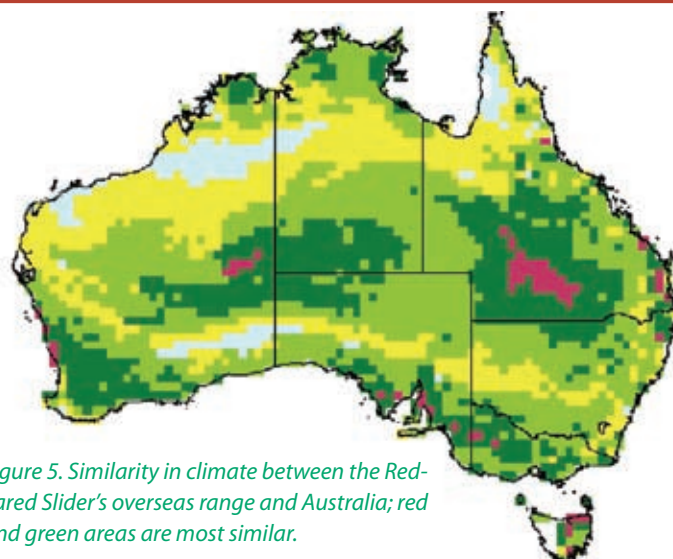 gure 5. Similarity in climate between the Red-
ared Slider's overseas range and Australia; red
nd green areas are most similar.